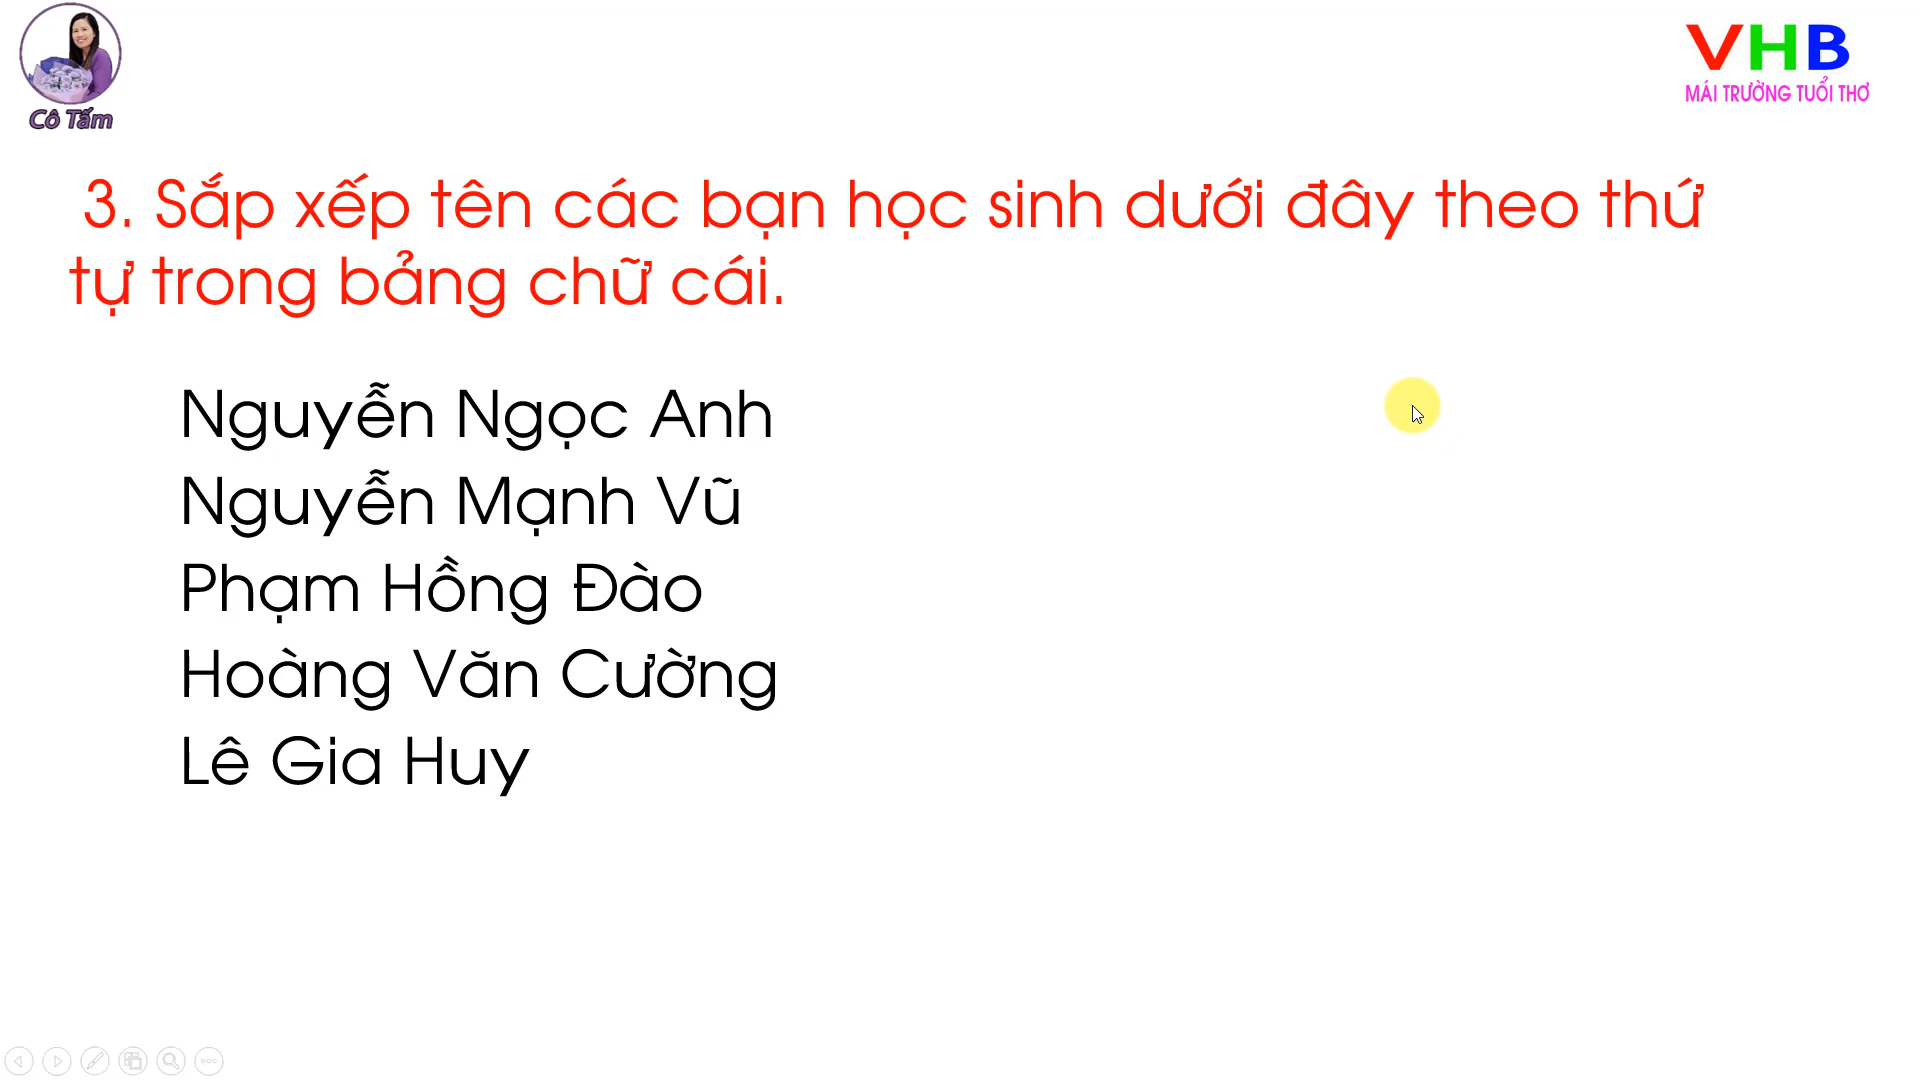 Cô Tấm
VHB
MÁI TRƯỜNG TUỔI THƠ
3. Sắp xếp tên các bạn học sinh dưới đây theo thứ
tự trong bảng chữ cái.
Nguyễn Ngọc Anh
Nguyễn Mạnh Vũ
Phạm Hồng Đào
Hoàng Văn Cường
Lê Gia Huy